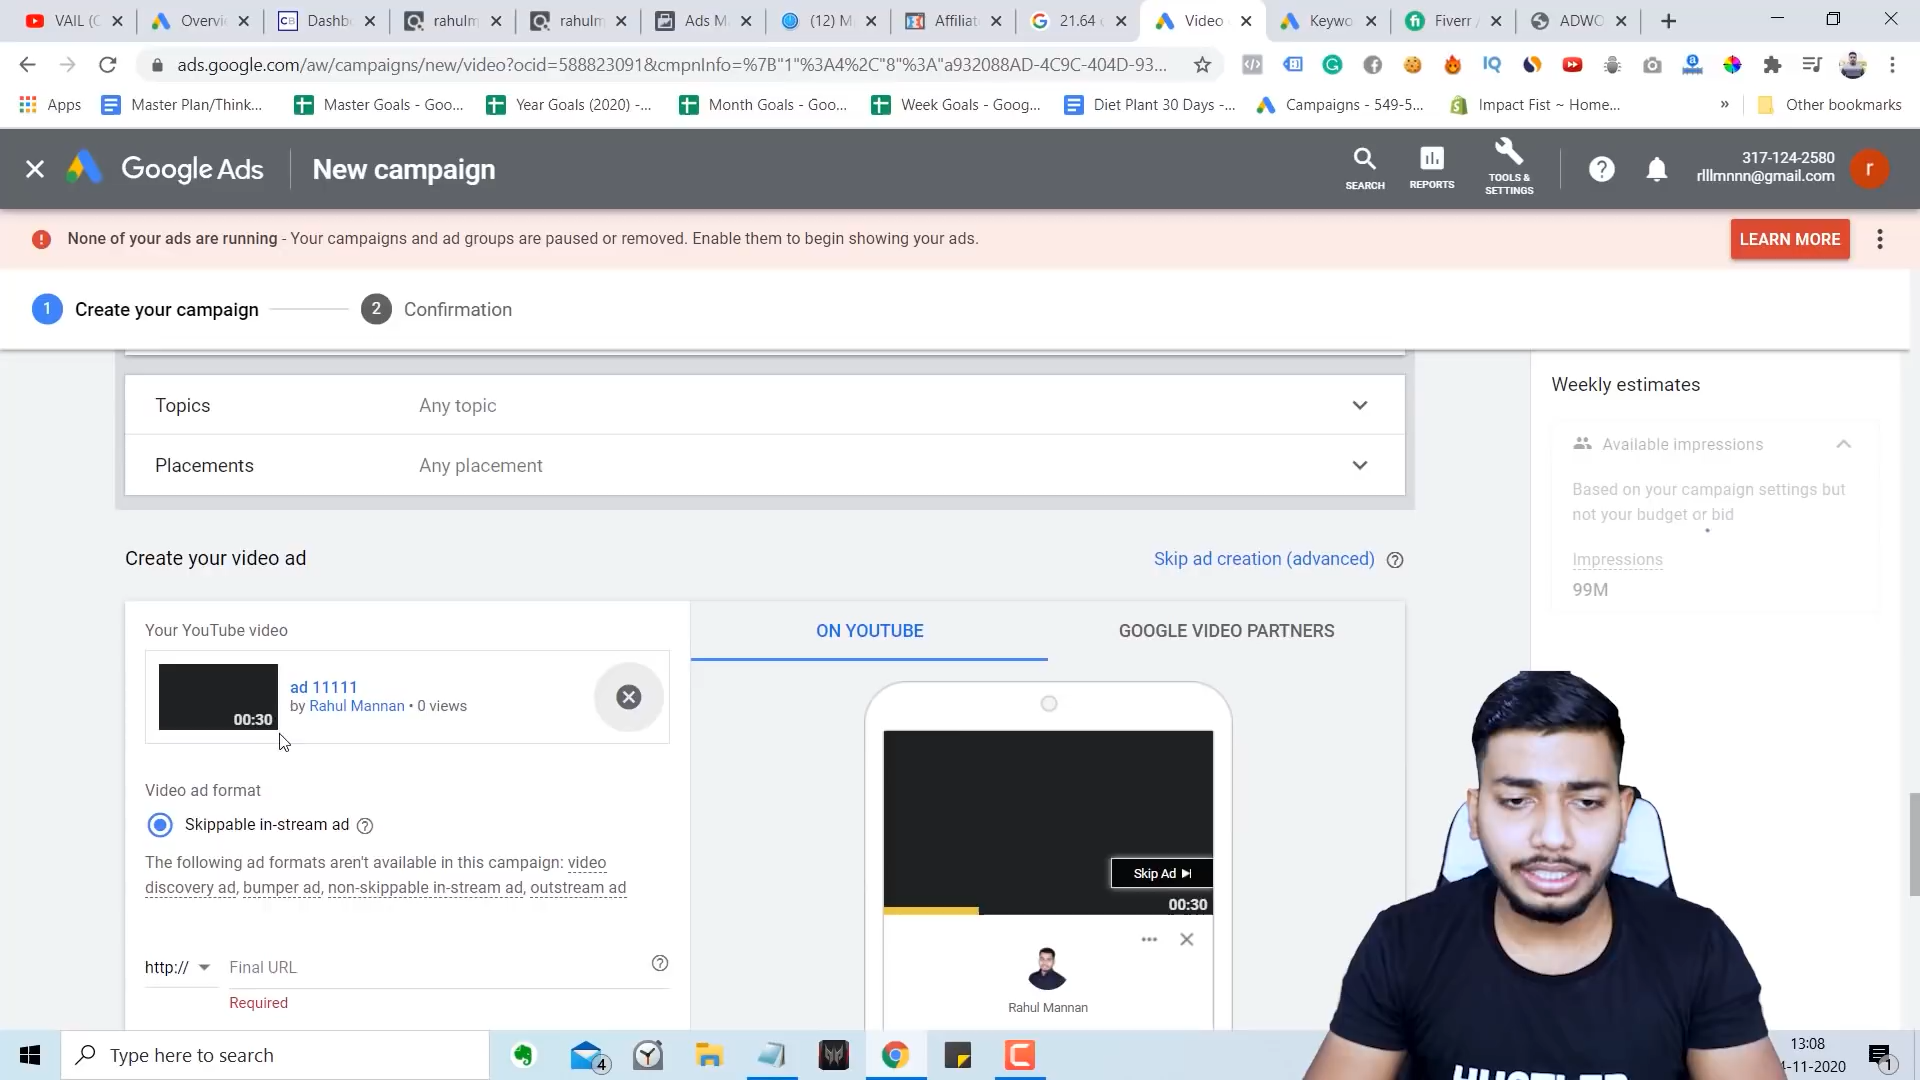 VAIL (C
Overvi
Dashb
rahulm
rahulm
Ads M
(12) M
Affiliat
21.64
Video
Keywo
Fiverr
ADWO
ads.google.com/aw/campaigns/new/video?ocid=588823091&cmpnInfo=%7B"1"%3A4%2C"8"%3A"a932088AD-4C9C-404D-93...
Apps
Master Plan/Think...
Master Goals - Goo...
Year Goals (2020) -...
Month Goals - Goo...
Week Goals - Goog...
Diet Plant 30 Days -...
Campaigns - 549-5...
Impact Fist ~ Home...
»
Other bookmarks
Google Ads
New campaign
SEARCH
REPORTS
TOOLS &
SETTINGS
317-124-2580
rlllmnnn@gmail.com
r
None of your ads are running - Your campaigns and ad groups are paused or removed. Enable them to begin showing your ads.
LEARN MORE
1 Create your campaign
2 Confirmation
Topics Any topic
Placements Any placement
Weekly estimates
Available impressions
Based on your campaign settings but
not your budget or bid
Impressions
99M
Create your video ad
Skip ad creation (advanced)
Your YouTube video
00:30
ad 11111
by Rahul Mannan • 0 views
ON YOUTUBE
GOOGLE VIDEO PARTNERS
Video ad format
Skippable in-stream ad
The following ad formats aren't available in this campaign: video
discovery ad, bumper ad, non-skippable in-stream ad, outstream ad
http://
Final URL
Required
Skip Ad
00:30
Rahul Mannan
HUSTLER
Type here to search
4
13:08
-11-2020
1